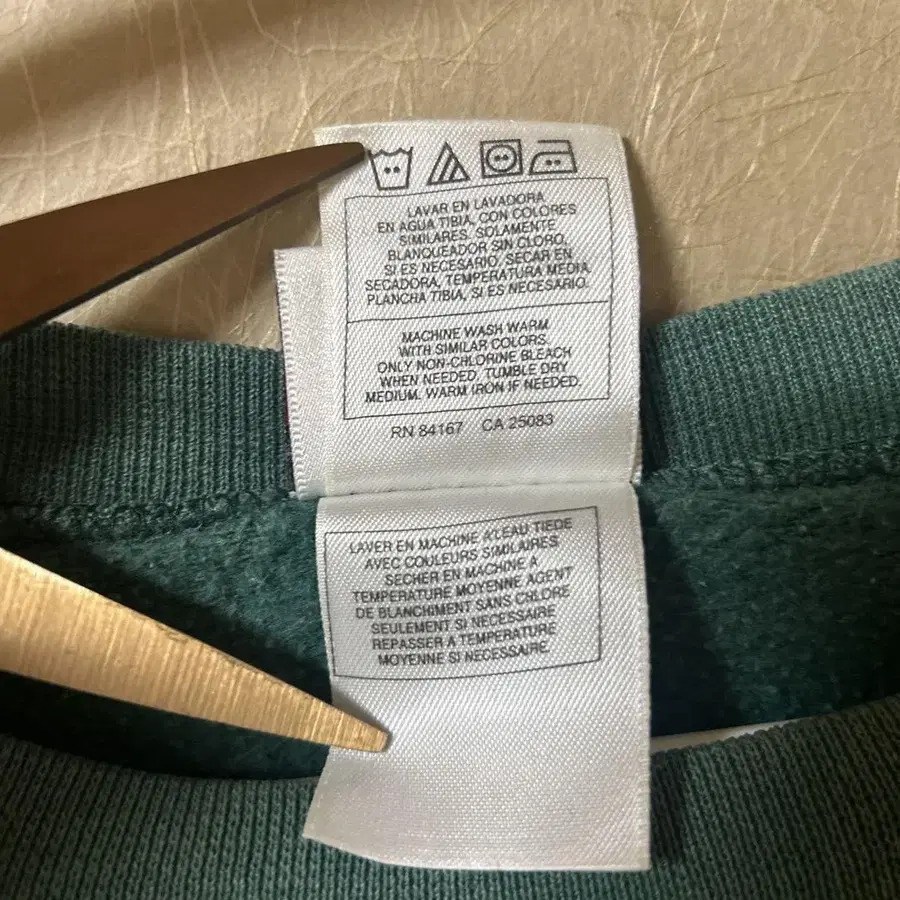 LAVAR EN LAVADORA
EN AGUA TIBIA, CON COLORES
SIMILARES. SOLAMENTE
BLANQUEADOR SIN CLORO,
SI ES NECESARIO. SECAR EN
SECADORA, TEMPERATURA MEDIA.
PLANCHA TIBIA, SI ES NECESARIO.
MACHINE WASH WARM
WITH SIMILAR COLORS.
ONLY NON-CHLORINE BLEACH
WHEN NEEDED. TUMBLE DRY
MEDIUM. WARM IRON IF NEEDED.
RN 84167 CA 25083
LAVER EN MACHINE A L'EAU TIEDE
AVEC COULEURS SIMILAIRES
SECHER EN MACHINE A
TEMPERATURE MOYENNE AGENT
DE BLANCHIMENT SANS CHLORE
SEULEMENT SI NECESSAIRE
REPASSER A TEMPERATURE
MOYENNE SI NECESSAIRE.